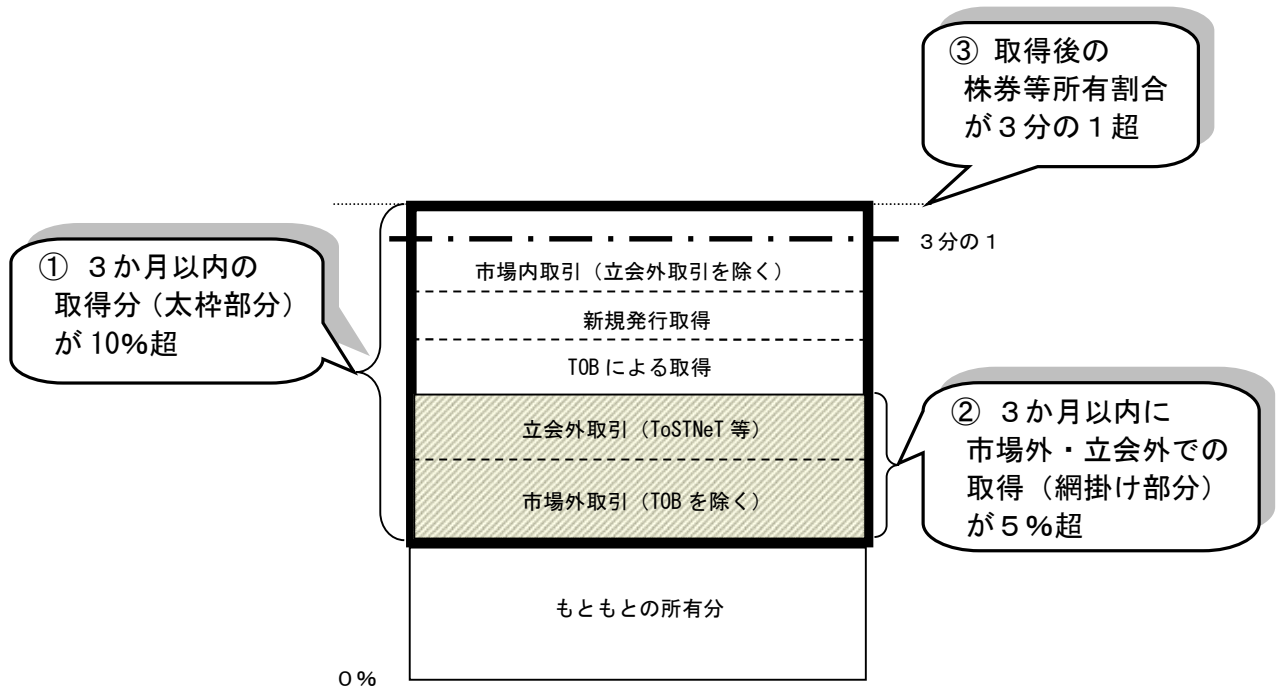 ③ 取得後の
株券等所有割合
が３分の１超
３分の１
① ３か月以内の
取得分（太枠部分）
が 10%超
市場内取引（立会外取引を除く）
新規発行取得
TOB による取得
立会外取引（ToSTNeT 等）
市場外取引（TOB を除く）
② ３か月以内に
市場外・立会外での
取得（網掛け部分）
が５%超
もともとの所有分
０%